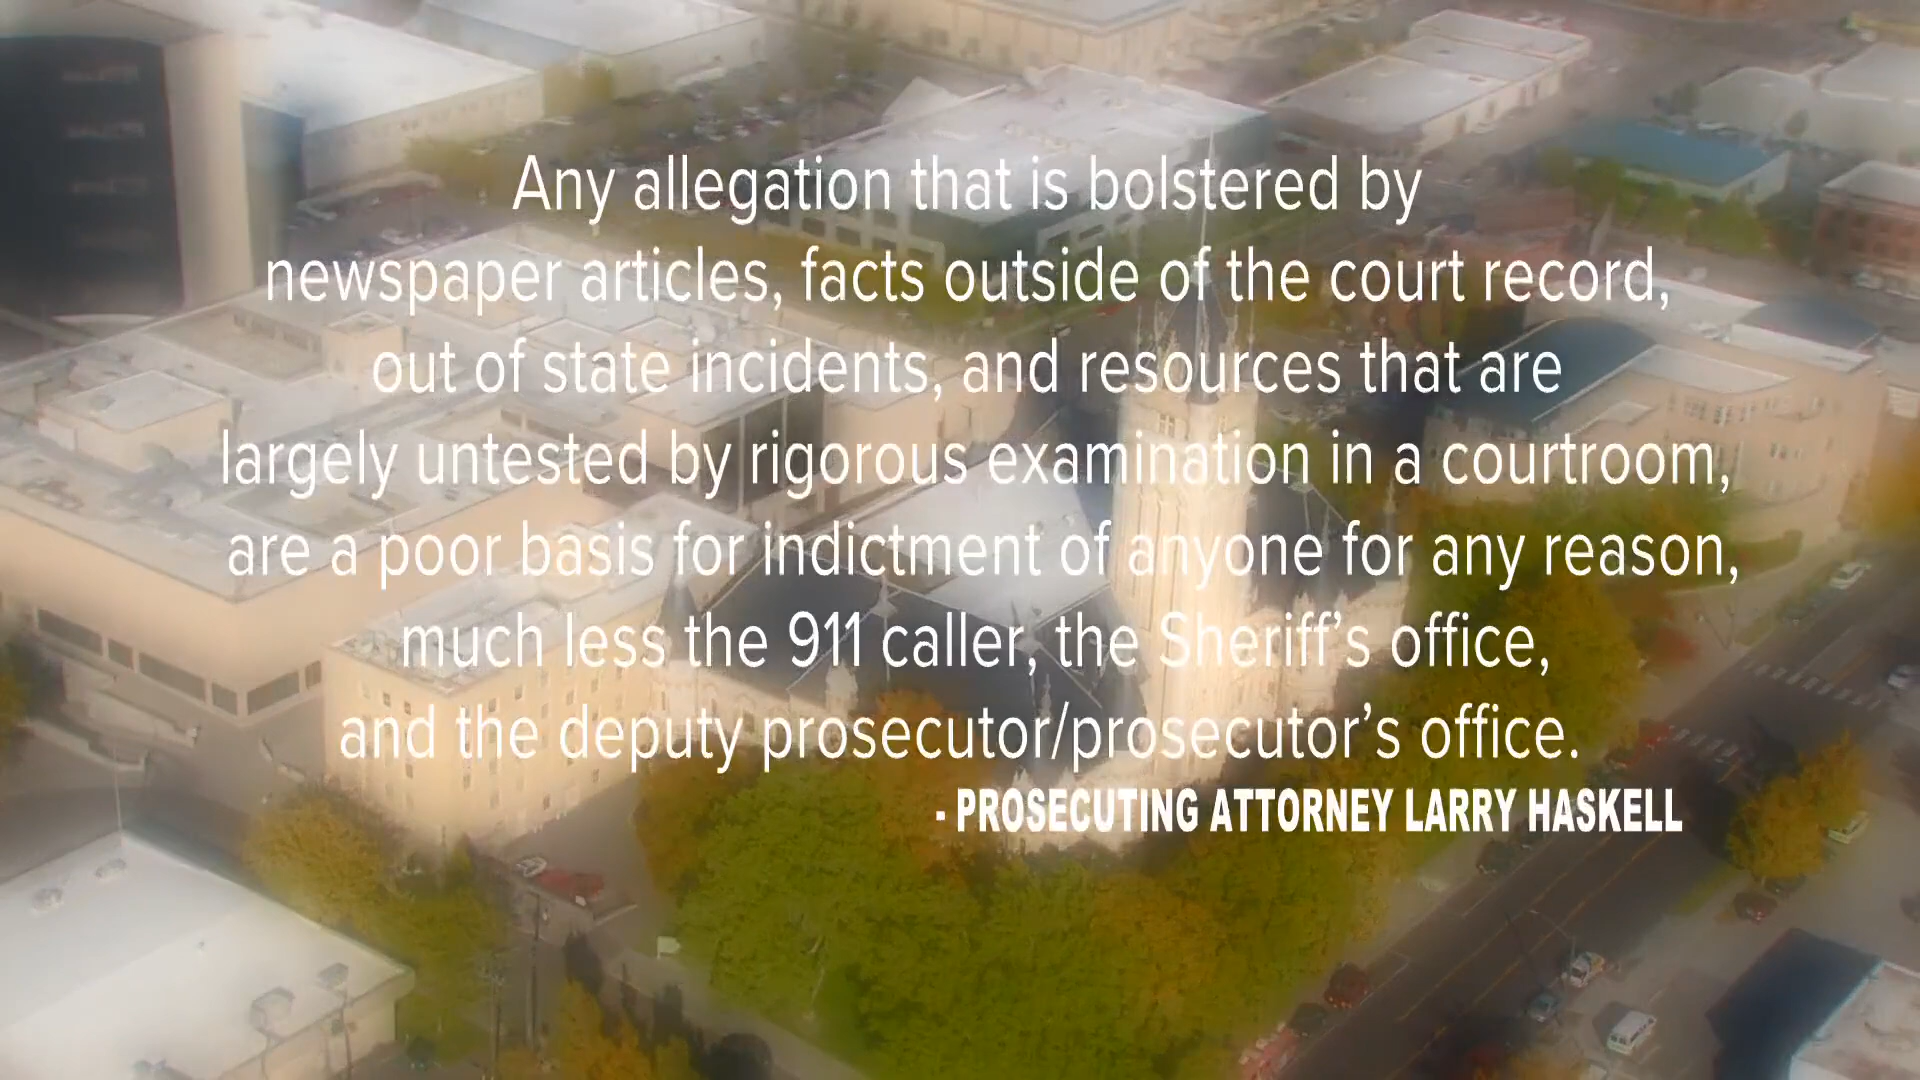 Any allegation that is bolstered by
newspaper articles, facts outside of the court record,
out of state incidents, and resources that are
largely untested by rigorous examination in a courtroom,
are a poor basis for indictment of anyone for any reason,
much less the 911 caller, the Sheriff’s office,
and the deputy prosecutor/prosecutor’s office.
- PROSECUTING ATTORNEY LARRY HASKELL